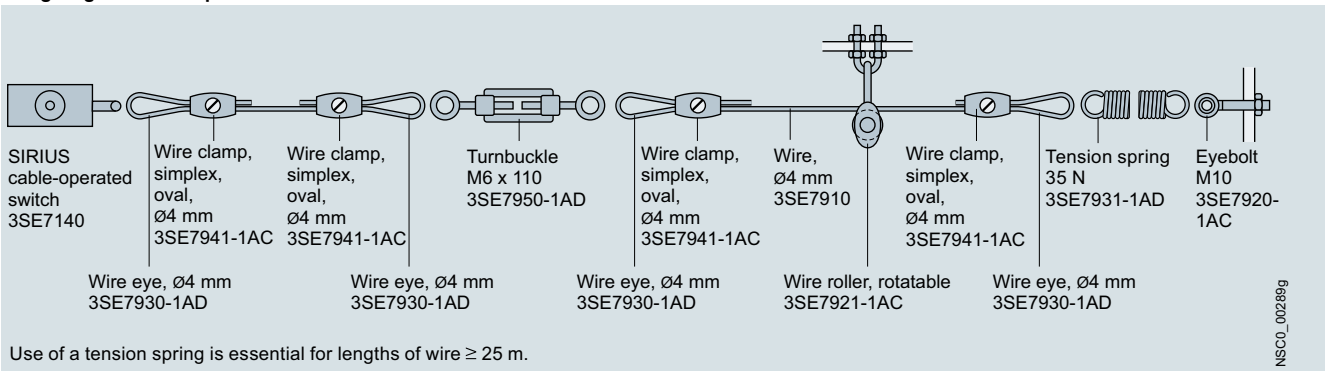 SIRIUS
cable-operated
switch
3SE7140
Wire clamp,
simplex,
oval,
Ø4 mm
3SE7941-1AC
Wire clamp,
simplex,
oval,
Ø4 mm
3SE7941-1AC
Turnbuckle
M6 x 110
3SE7950-1AD
Wire clamp,
simplex,
oval,
Ø4 mm
3SE7941-1AC
Wire,
Ø4 mm
3SE7910
Wire clamp,
simplex,
oval,
Ø4 mm
3SE7941-1AC
Tension spring
35 N
3SE7931-1AD
Eyebolt
M10
3SE7920-
1AC
Wire eye, Ø4 mm
3SE7930-1AD
Wire eye, Ø4 mm
3SE7930-1AD
Wire eye, Ø4 mm
3SE7930-1AD
Wire roller, rotatable
3SE7921-1AC
Wire eye, Ø4 mm
3SE7930-1AD
NSC0_00289g
Use of a tension spring is essential for lengths of wire ≥ 25 m.